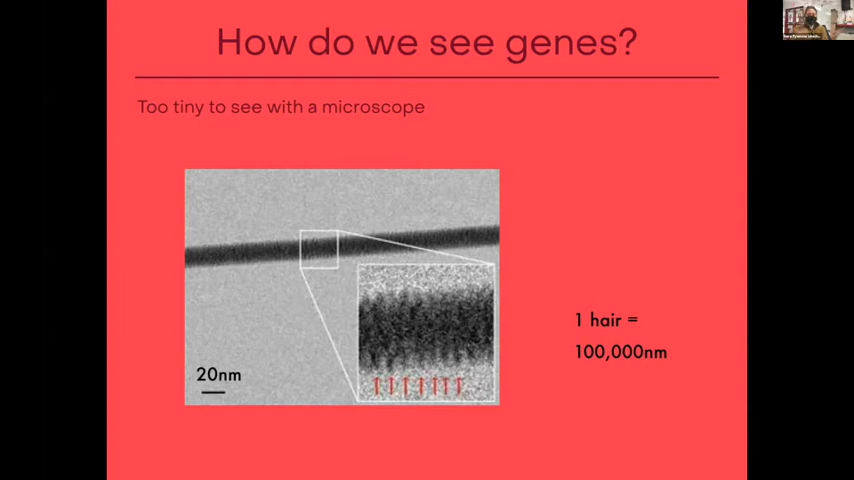 How do we see genes?
Too tiny to see with a microscope
1 hair =
100,000nm
20nm